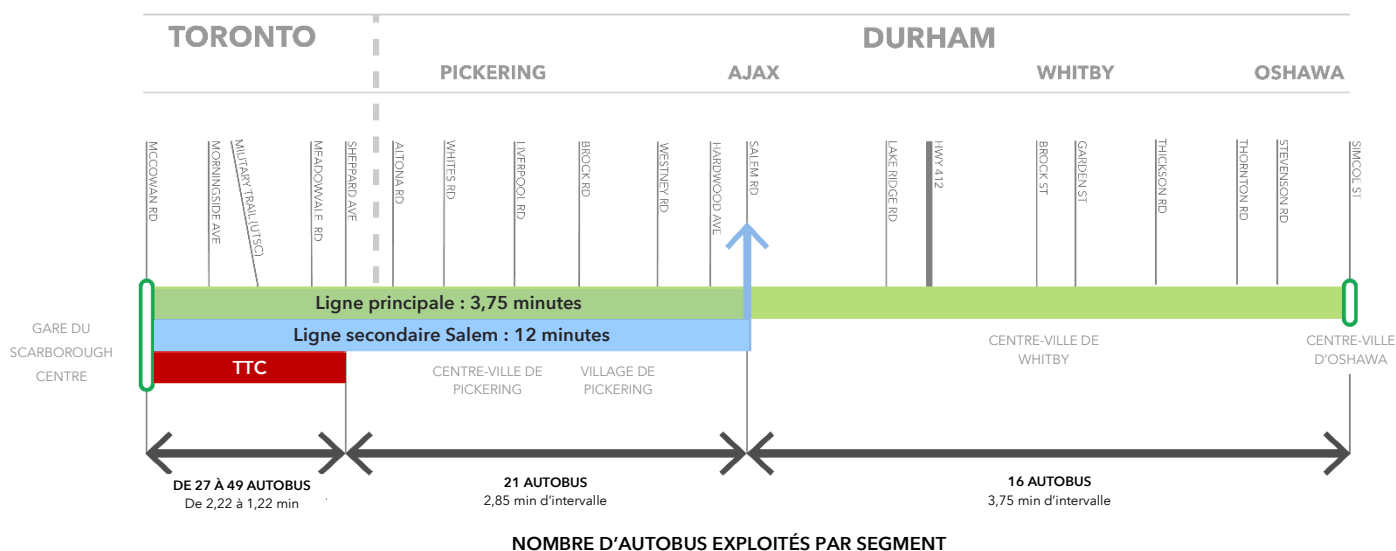 TORONTO
DURHAM
PICKERING
AJAX
WHITBY
OSHAWA
MCCOWAN RD
MORNINGSIDE AVE
MILITARY TRAIL (UTSC)
MEADOWVALE RD
SHEPPARD AVE
ALTONA RD
WHITES RD
LIVERPOOL RD
BROCK RD
WESTNEY RD
HARDWOOD AVE
SALEM RD
LAKE RIDGE RD
HWY 412
BROCK ST
GARDEN ST
THICKSON RD
THORNTON RD
STEVENSON RD
SIMCOE ST
Ligne principale : 3,75 minutes
Ligne secondaire Salem : 12 minutes
TTC
GARE DU
SCARBOROUGH
CENTRE
CENTRE-VILLE DE
PICKERING
VILLAGE DE
PICKERING
CENTRE-VILLE DE
WHITBY
CENTRE-VILLE
D'OSHAWA
DE 27 À 49 AUTOBUS
De 2,22 à 1,22 min
21 AUTOBUS
2,85 min d'intervalle
16 AUTOBUS
3,75 min d'intervalle
NOMBRE D'AUTOBUS EXPLOITÉS PAR SEGMENT